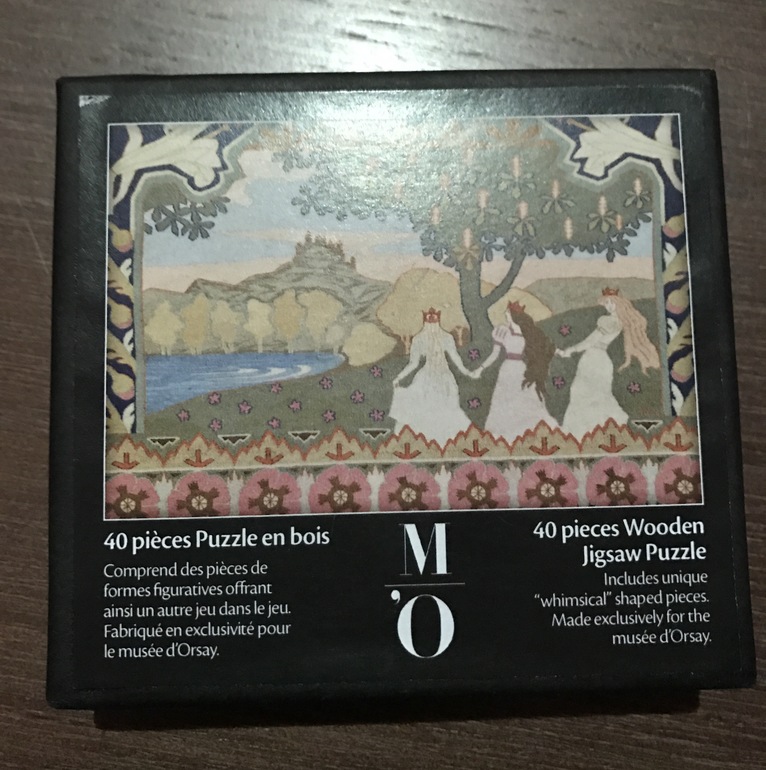 40 pièces Puzzle en bois
Comprend des pièces de
formes figuratives offrant
ainsi un autre jeu dans le jeu.
Fabriqué en exclusivité pour
le musée d'Orsay.
M
'O
40 pieces Wooden
Jigsaw Puzzle
Includes unique
“whimsical” shaped pieces.
Made exclusively for the
musée d'Orsay.